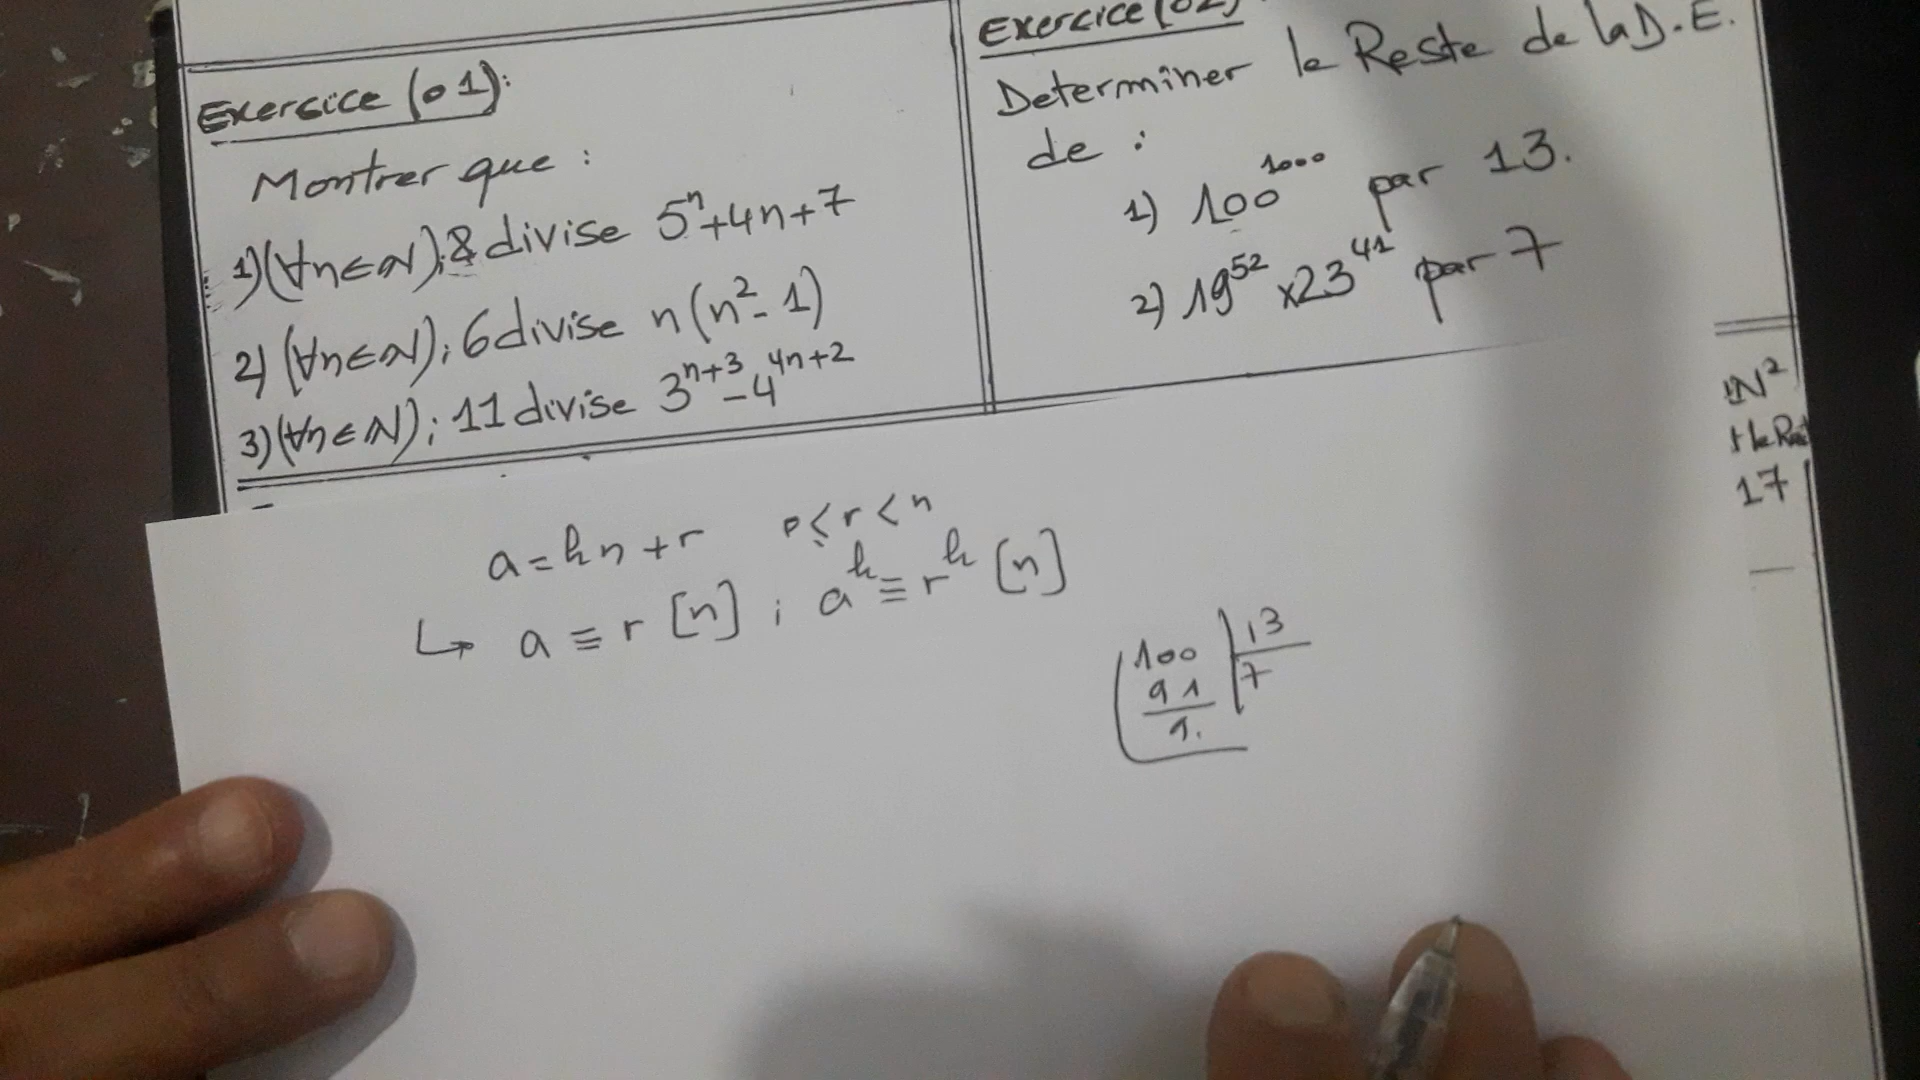 Exercice (01):
Montrer que :
1) (∀n∈ℕ); 8 divise 5ⁿ+4n+7
2) (∀n∈ℕ); 6 divise n(n²-1)
3) (∀n∈ℕ); 11 divise 3ⁿ⁺³-4⁴ⁿ⁺²
Exercice (02)
Determiner le Reste de la D.E.
de :
1) 100¹⁰⁰⁰ par 13.
2) 19⁵² x 23⁴¹ par 7
ℕ²
17
a = kn + r 0 ≤ r < n
↳ a ≡ r [n] ; aᵏ ≡ rᵏ [n]
100 | 13
91 | 7
9.